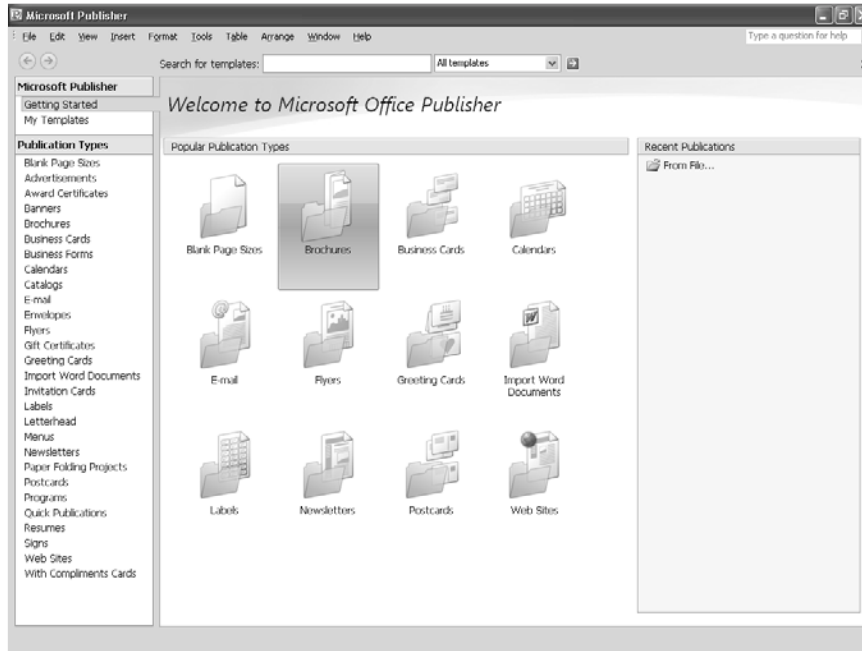 Microsoft Publisher
File Edit View Insert Format Tools Table Arrange Window Help
Type a question for help
Search for templates: All templates
Microsoft Publisher
Getting Started
My Templates
Publication Types
Blank Page Sizes
Advertisements
Award Certificates
Banners
Brochures
Business Cards
Business Forms
Calendars
Catalogs
E-mail
Envelopes
Flyers
Gift Certificates
Greeting Cards
Import Word Documents
Invitation Cards
Labels
Letterhead
Menus
Newsletters
Paper Folding Projects
Postcards
Programs
Quick Publications
Resumes
Signs
Web Sites
With Compliments Cards
Welcome to Microsoft Office Publisher
Popular Publication Types
Blank Page Sizes Brochures Business Cards Calendars
E-mail Flyers Greeting Cards Import Word
Documents
Labels Newsletters Postcards Web Sites
Recent Publications
From File...